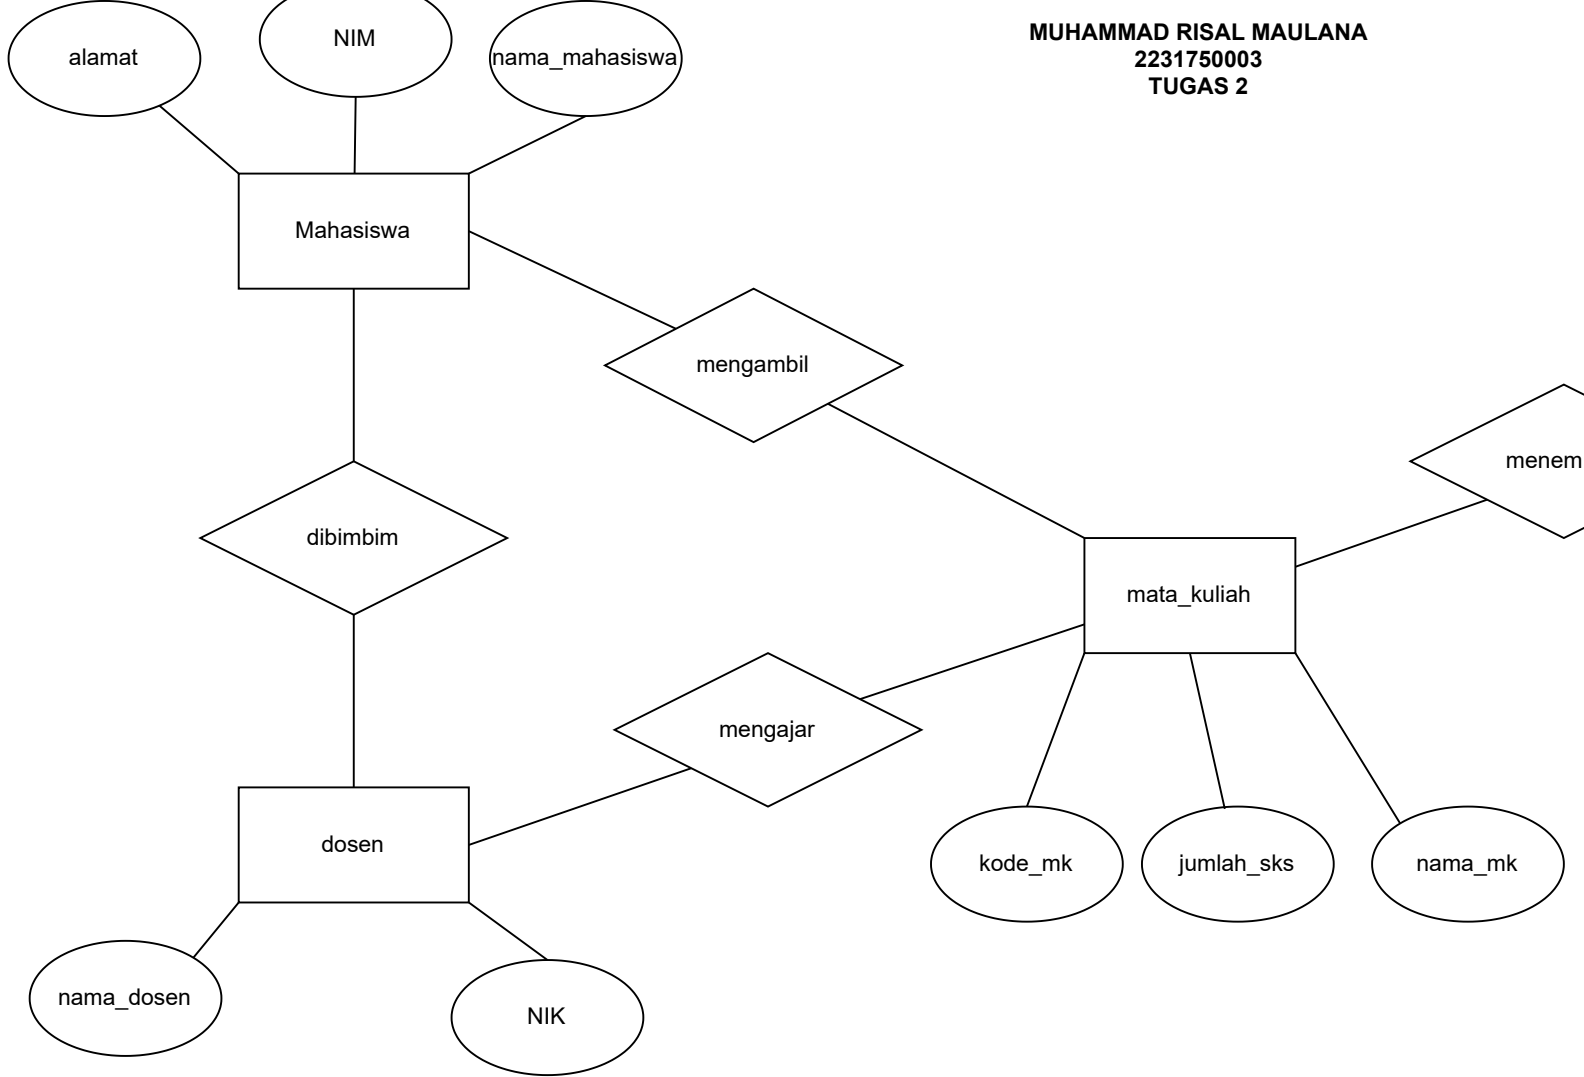 NIM
alamat
nama_mahasiswa
MUHAMMAD RISAL MAULANA
2231750003
TUGAS 2
Mahasiswa
mengambil
menem
dibimbim
mata_kuliah
mengajar
dosen
kode_mk
jumlah_sks
nama_mk
nama_dosen
NIK